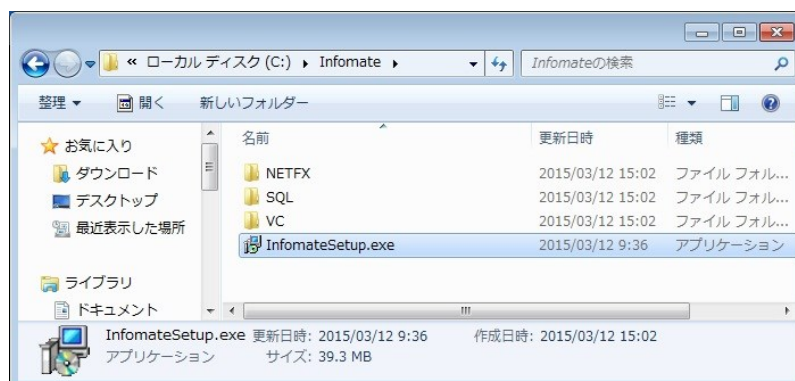 « ローカル ディスク (C:) ▸ Infomate ▸ Infomateの検索
整理 ▼ 開く 新しいフォルダー
名前 更新日時 種類
お気に入り
ダウンロード
デスクトップ
最近表示した場所
ライブラリ
ドキュメント
NETFX 2015/03/12 15:02 ファイル フォル...
SQL 2015/03/12 15:02 ファイル フォル...
VC 2015/03/12 15:02 ファイル フォル...
InfomateSetup.exe 2015/03/12 9:36 アプリケーション
InfomateSetup.exe 更新日時: 2015/03/12 9:36 作成日時: 2015/03/12 15:02
アプリケーション サイズ: 39.3 MB